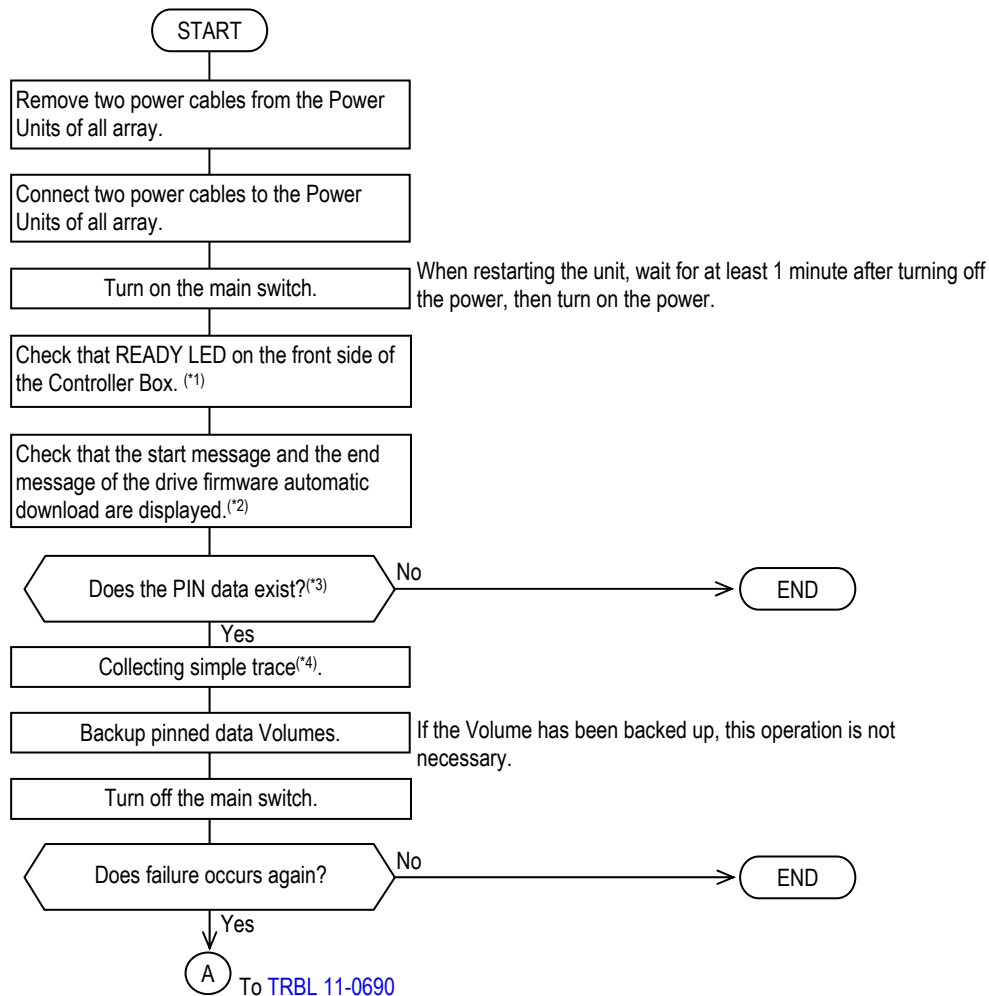 START
Remove two power cables from the Power
Units of all array.
Connect two power cables to the Power
Units of all array.
Turn on the main switch.
When restarting the unit, wait for at least 1 minute after turning off
the power, then turn on the power.
Check that READY LED on the front side of
the Controller Box. (*1)
Check that the start message and the end
message of the drive firmware automatic
download are displayed.(*2)
Does the PIN data exist?(*3)
No
END
Yes
Collecting simple trace(*4).
Backup pinned data Volumes.
If the Volume has been backed up, this operation is not
necessary.
Turn off the main switch.
Does failure occurs again?
No
END
Yes
A
To TRBL 11-0690